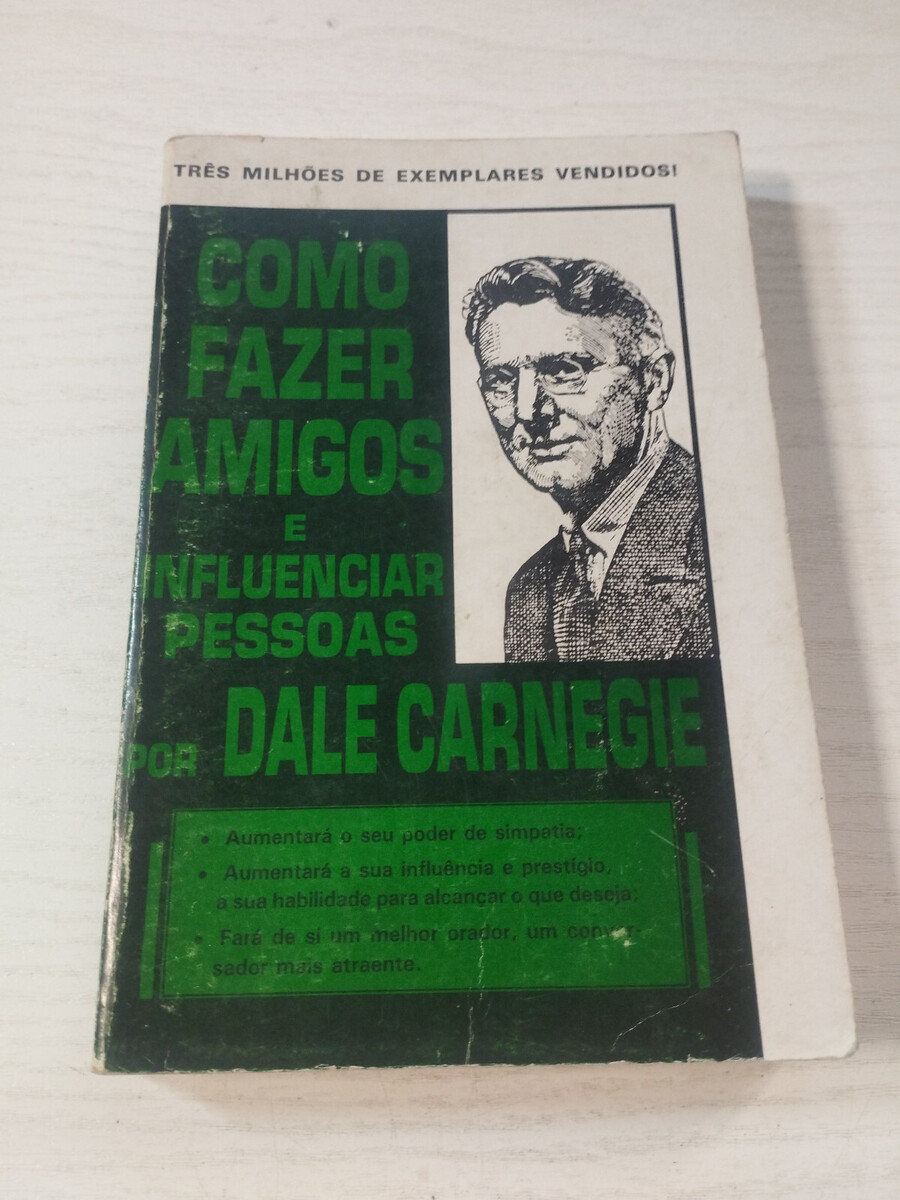 TRÊS MILHÕES DE EXEMPLARES VENDIDOS!
COMO
FAZER
AMIGOS
E
INFLUENCIAR
PESSOAS
POR DALE CARNEGIE
• Aumentará o seu poder de simpatia;
• Aumentará a sua influência e prestígio,
a sua habilidade para alcançar o que deseja;
• Fará de sí um melhor orador, um conver-
sador mais atraente.